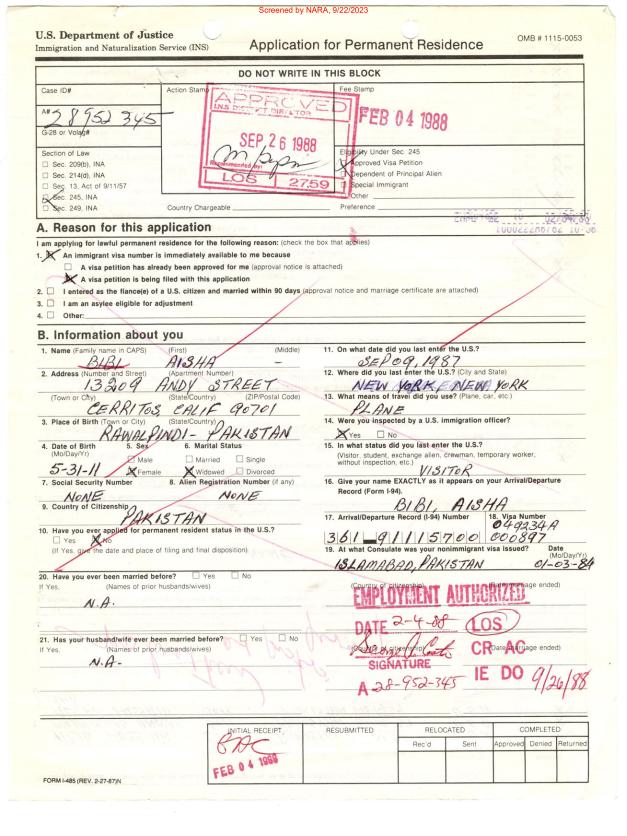 Screened by NARA, 9/22/2023
U.S. Department of Justice
Immigration and Naturalization Service (INS)
Application for Permanent Residence
OMB # 1115-0053
DO NOT WRITE IN THIS BLOCK
Case ID#
Action Stamp
Fee Stamp
A#
28952345
G-28 or Volag#
APPROVED
INS DISTRICT DIRECTOR
SEP 26 1988
Recommended by:
LOS 2759
FEB 04 1988
Section of Law
☐ Sec. 209(b), INA
☐ Sec. 214(d), INA
☐ Sec. 13, Act of 9/11/57
☒ Sec. 245, INA
☐ Sec. 249, INA
Country Chargeable
Eligibility Under Sec. 245
☒ Approved Visa Petition
☐ Dependent of Principal Alien
☐ Special Immigrant
☐ Other
Preference
A. Reason for this application
I am applying for lawful permanent residence for the following reason: (check the box that applies)
1. ☒ An immigrant visa number is immediately available to me because
☐ A visa petition has already been approved for me (approval notice is attached)
☒ A visa petition is being filed with this application
2. ☐ I entered as the fiance(e) of a U.S. citizen and married within 90 days (approval notice and marriage certificate are attached)
3. ☐ I am an asylee eligible for adjustment
4. ☐ Other:
B. Information about you
1. Name (Family name in CAPS) (First) (Middle)
BIBI AISHA -
2. Address (Number and Street) (Apartment Number)
13209 ANDY STREET
(Town or City) (State/Country) (ZIP/Postal Code)
CERRITOS CALIF 90701
3. Place of Birth (Town or City) (State/Country)
RAWALPINDI - PAKISTAN
4. Date of Birth (Mo/Day/Yr)
5-31-11
5. Sex
☐ Male
☒ Female
6. Marital Status
☐ Married ☐ Single
☒ Widowed ☐ Divorced
7. Social Security Number
NONE
8. Alien Registration Number (if any)
NONE
9. Country of Citizenship
PAKISTAN
10. Have you ever applied for permanent resident status in the U.S.?
☐ Yes ☒ No
(If Yes, give the date and place of filing and final disposition)
11. On what date did you last enter the U.S.?
SEP 09, 1987
12. Where did you last enter the U.S.? (City and State)
NEW YORK, NEW YORK
13. What means of travel did you use? (Plane, car, etc.)
PLANE
14. Were you inspected by a U.S. immigration officer?
☒ Yes ☐ No
15. In what status did you last enter the U.S.?
(Visitor, student, exchange alien, crewman, temporary worker, without inspection, etc.)
VISITOR
16. Give your name EXACTLY as it appears on your Arrival/Departure
Record (Form I-94).
BIBI, AISHA
17. Arrival/Departure Record (I-94) Number
361 91115700
18. Visa Number
049234A
000897
19. At what Consulate was your nonimmigrant visa issued? Date (Mo/Day/Yr)
ISLAMABAD, PAKISTAN 01-03-84
20. Have you ever been married before? ☐ Yes ☐ No
If Yes, (Names of prior husbands/wives) (Country of citizenship) (Date marriage ended)
N.A.
21. Has your husband/wife ever been married before? ☐ Yes ☐ No
If Yes, (Names of prior husbands/wives) (Country of citizenship) (Date marriage ended)
N.A-
EMPLOYMENT AUTHORIZED
DATE 2-4-88 LOS
SIGNATURE
A 28-952-345
CR AC
IE DO 9/26/88
INITIAL RECEIPT
FEB 04 1988
RESUBMITTED
RELOCATED
Rec'd Sent
COMPLETED
Approved Denied Returned
FORM I-485 (REV. 2-27-87)N